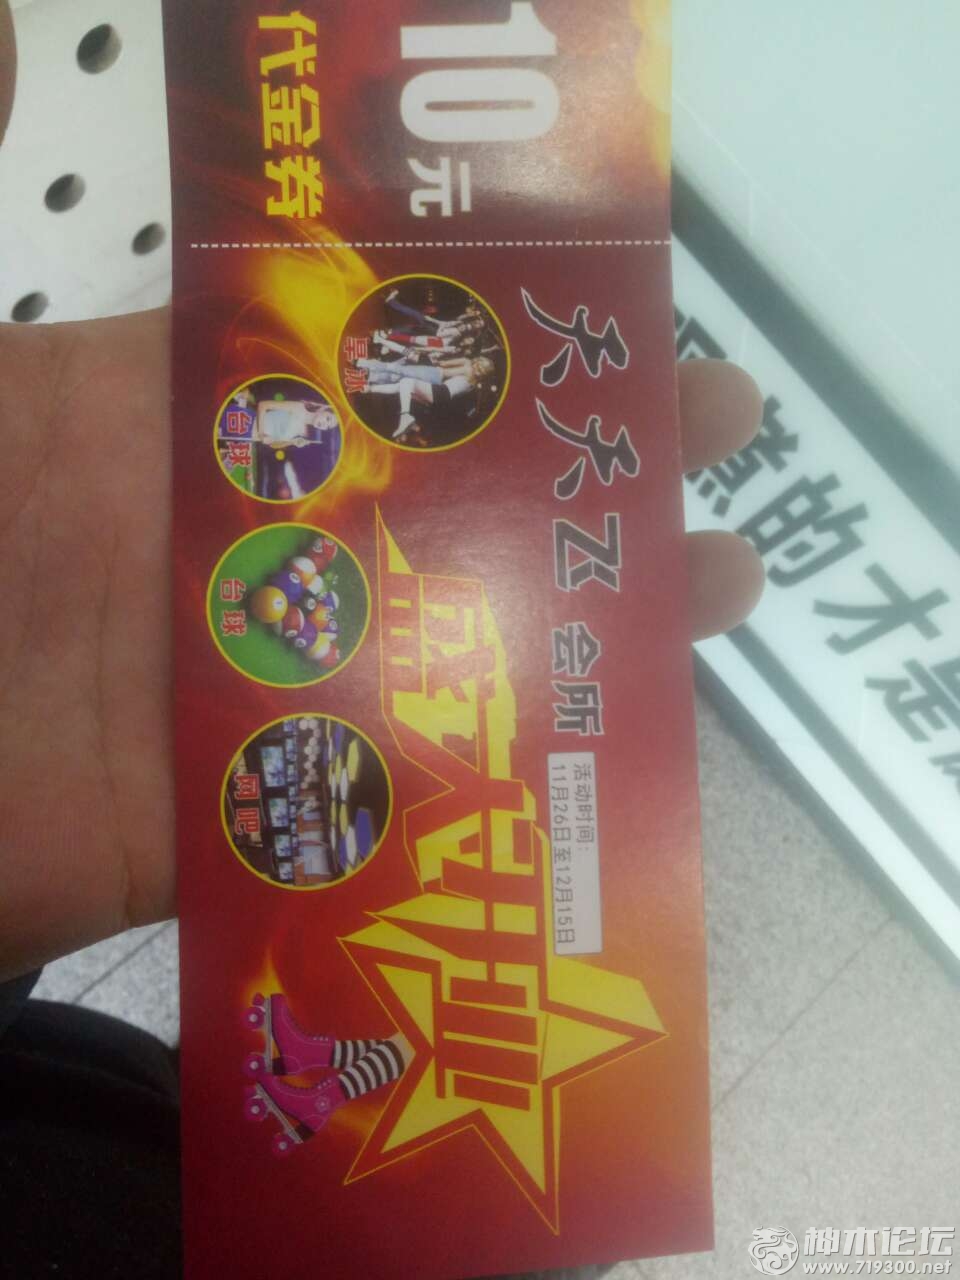 10元
代金券
天天飞 会所
活动时间:
11月26日至12月15日
旱冰
台球
台球
网吧
盛大开业
的才是
神木论坛
www.719300.net